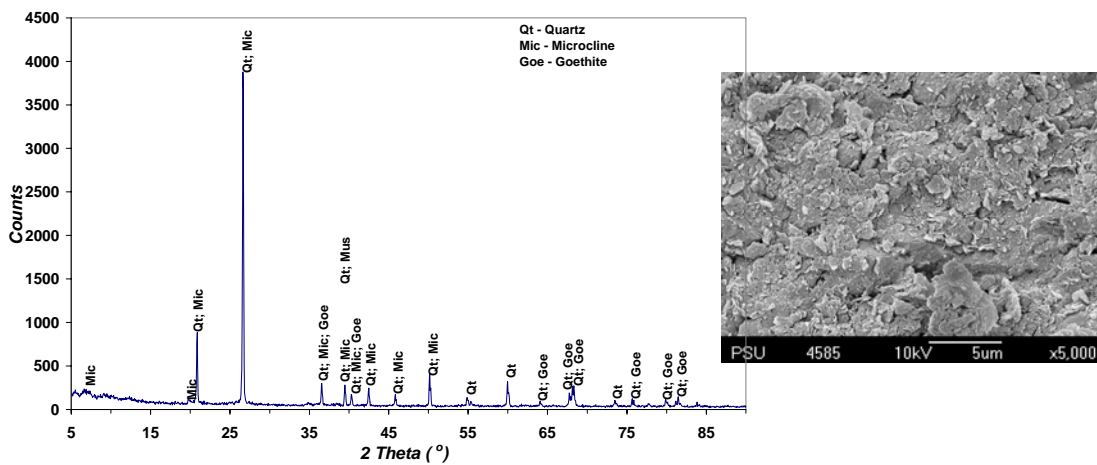 4500
4000
3500
3000
2500
2000
1500
1000
500
0
Counts
5
15
25
35
45
55
65
75
85
2 Theta ( °)
Qt - Quartz
Mic - Microcline
Goe - Goethite
Mic
Mic
Qt; Mic
Qt; Mic
Qt; Mic; Goe
Qt; Mus
Qt; Mic
Qt; Mic; Goe
Qt; Mic
Qt; Mic
Qt; Mic
Qt
Qt
Qt; Goe
Qt; Goe
Qt; Goe
Qt
Qt; Goe
Qt; Goe
Qt; Goe
PSU 4585 10kV 5um x5,000